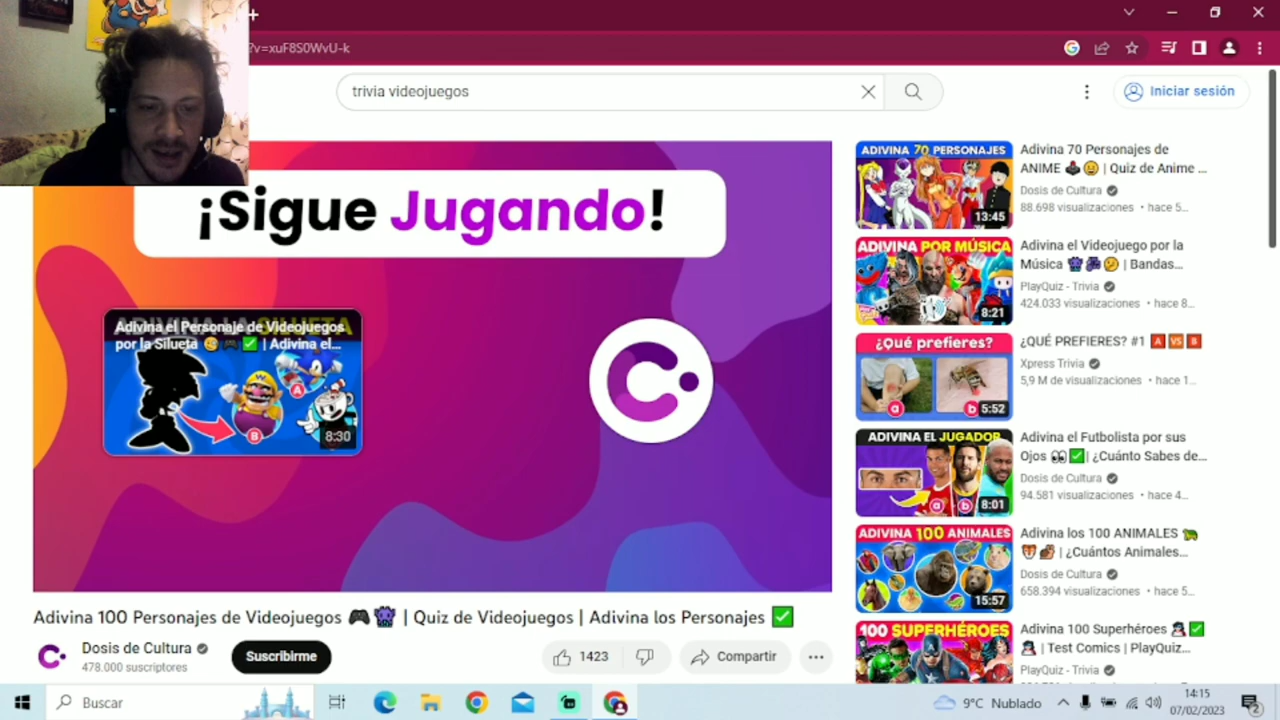 ?v=xuF8S0WvU-k
trivia videojuegos
Iniciar sesión
¡Sigue Jugando!
Adivina el Personaje de Videojuegos
por la Silueta 🤔🎮✅ | Adivina el...
A
B
8:30
Adivina 100 Personajes de Videojuegos 🎮👾 | Quiz de Videojuegos | Adivina los Personajes ✅
Dosis de Cultura
478.000 suscriptores
Suscribirme
1423
Compartir
ADIVINA 70 PERSONAJES
13:45
Adivina 70 Personajes de
ANIME 🕹️😃 | Quiz de Anime ...
Dosis de Cultura
88.698 visualizaciones • hace 5...
ADIVINA POR MÚSICA
8:21
Adivina el Videojuego por la
Música 👾🎮🤔 | Bandas...
PlayQuiz - Trivia
424.033 visualizaciones • hace 8...
¿Qué prefieres?
a
b
5:52
¿QUÉ PREFIERES? #1 🅰️🆚🅱️
Xpress Trivia
5,9 M de visualizaciones • hace 1...
ADIVINA EL JUGADOR
a
b
8:01
Adivina el Futbolista por sus
Ojos 👀✅| ¿Cuánto Sabes de...
Dosis de Cultura
94.581 visualizaciones • hace 4...
ADIVINA 100 ANIMALES
15:57
Adivina los 100 ANIMALES 🐢
🐯🦫 | ¿Cuántos Animales...
Dosis de Cultura
658.394 visualizaciones • hace 5...
100 SUPERHÉROES
Adivina 100 Superhéroes 🦹✅
🦹 | Test Comics | PlayQuiz...
PlayQuiz - Trivia
Buscar
9°C Nublado
14:15
07/02/2023
2